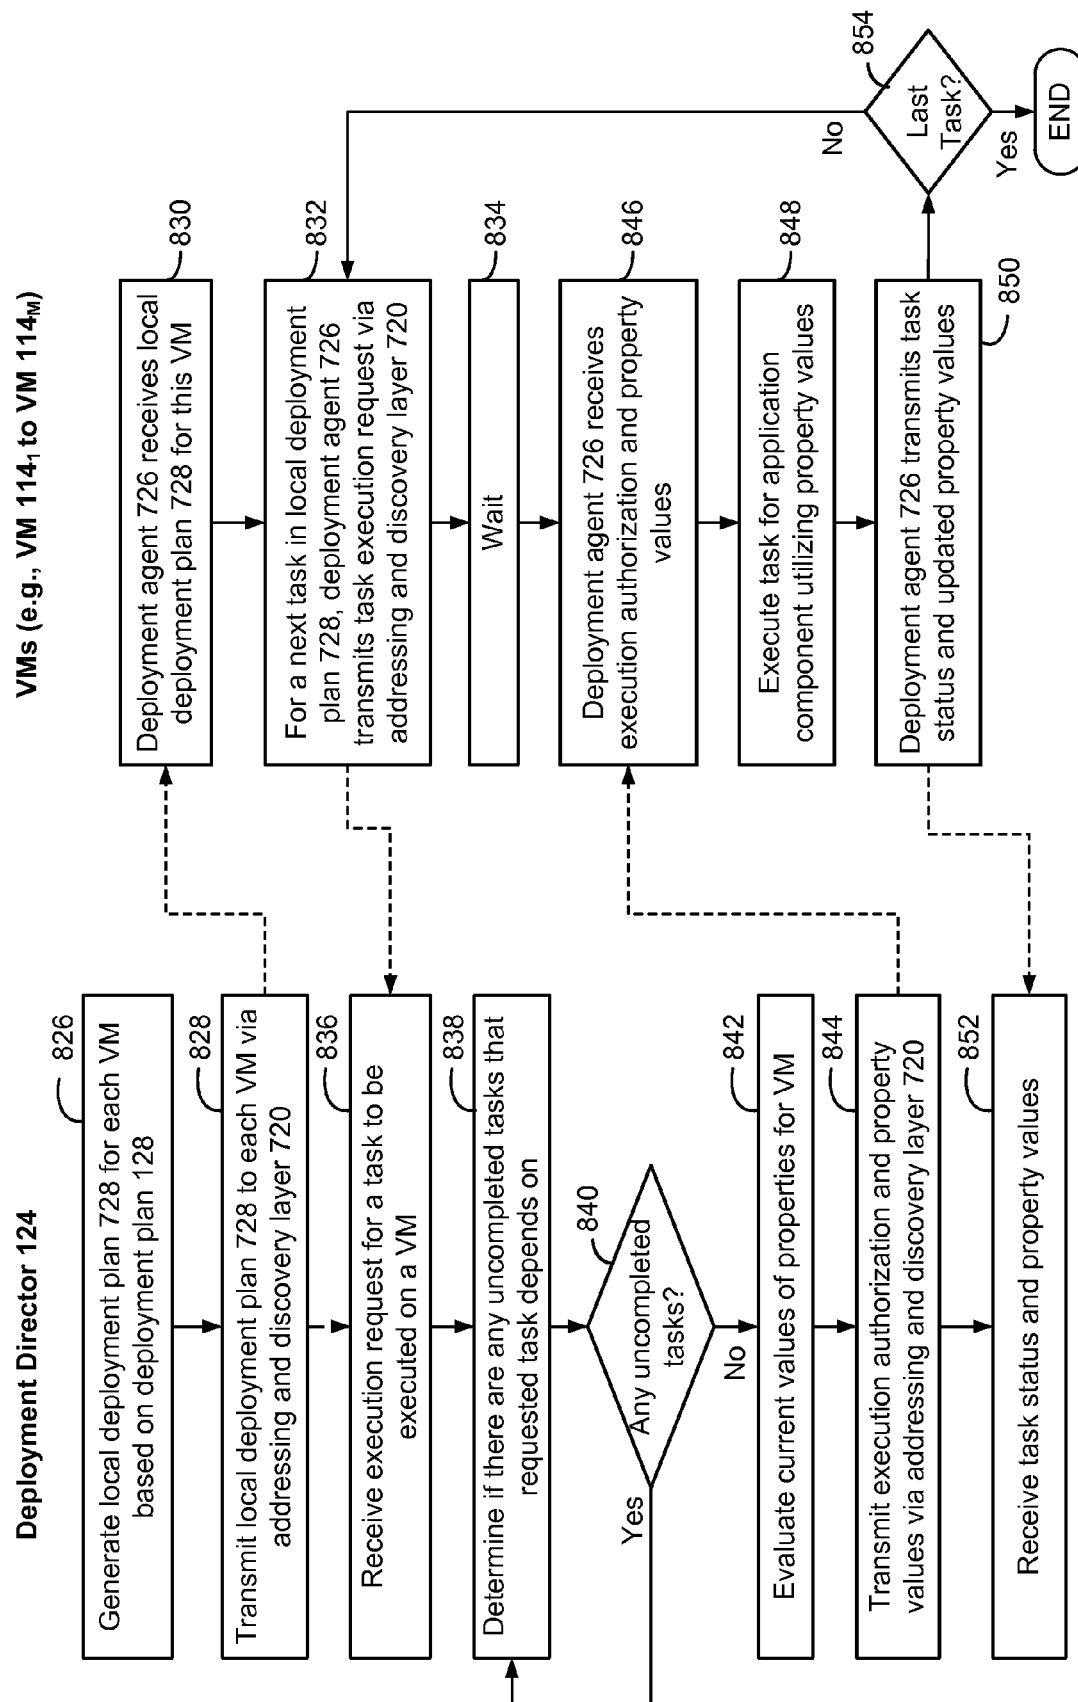 Deployment Director 124
826
Generate local deployment plan 728 for each VM
based on deployment plan 128
828
Transmit local deployment plan 728 to each VM via
addressing and discovery layer 720
836
Receive execution request for a task to be
executed on a VM
838
Determine if there are any uncompleted tasks that
requested task depends on
840
Any uncompleted
tasks?
Yes
No
842
Evaluate current values of properties for VM
844
Transmit execution authorization and property
values via addressing and discovery layer 720
852
Receive task status and property values
VMs (e.g., VM 114₁ to VM 114M)
830
Deployment agent 726 receives local
deployment plan 728 for this VM
832
For a next task in local deployment
plan 728, deployment agent 726
transmits task execution request via
addressing and discovery layer 720
834
Wait
846
Deployment agent 726 receives
execution authorization and property
values
848
Execute task for application
component utilizing property values
850
Deployment agent 726 transmits task
status and updated property values
854
Last
Task?
No
Yes
END